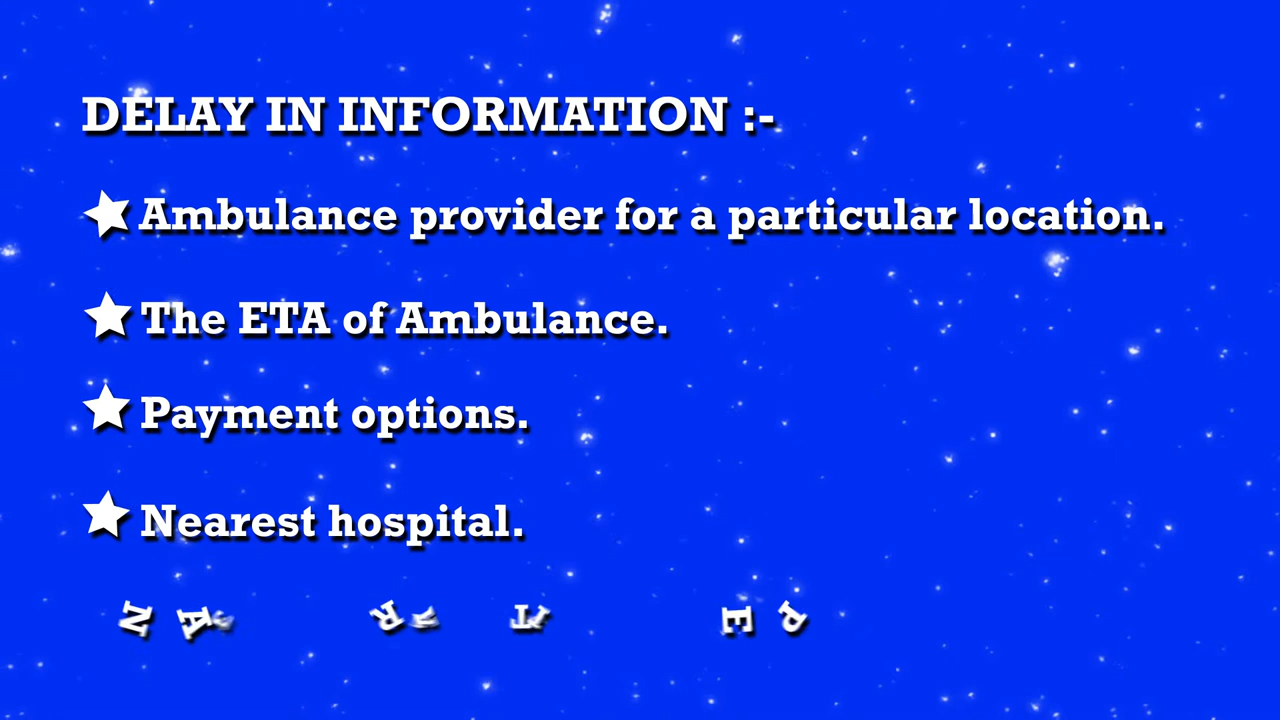 DELAY IN INFORMATION :-
Ambulance provider for a particular location.
The ETA of Ambulance.
Payment options.
Nearest hospital.